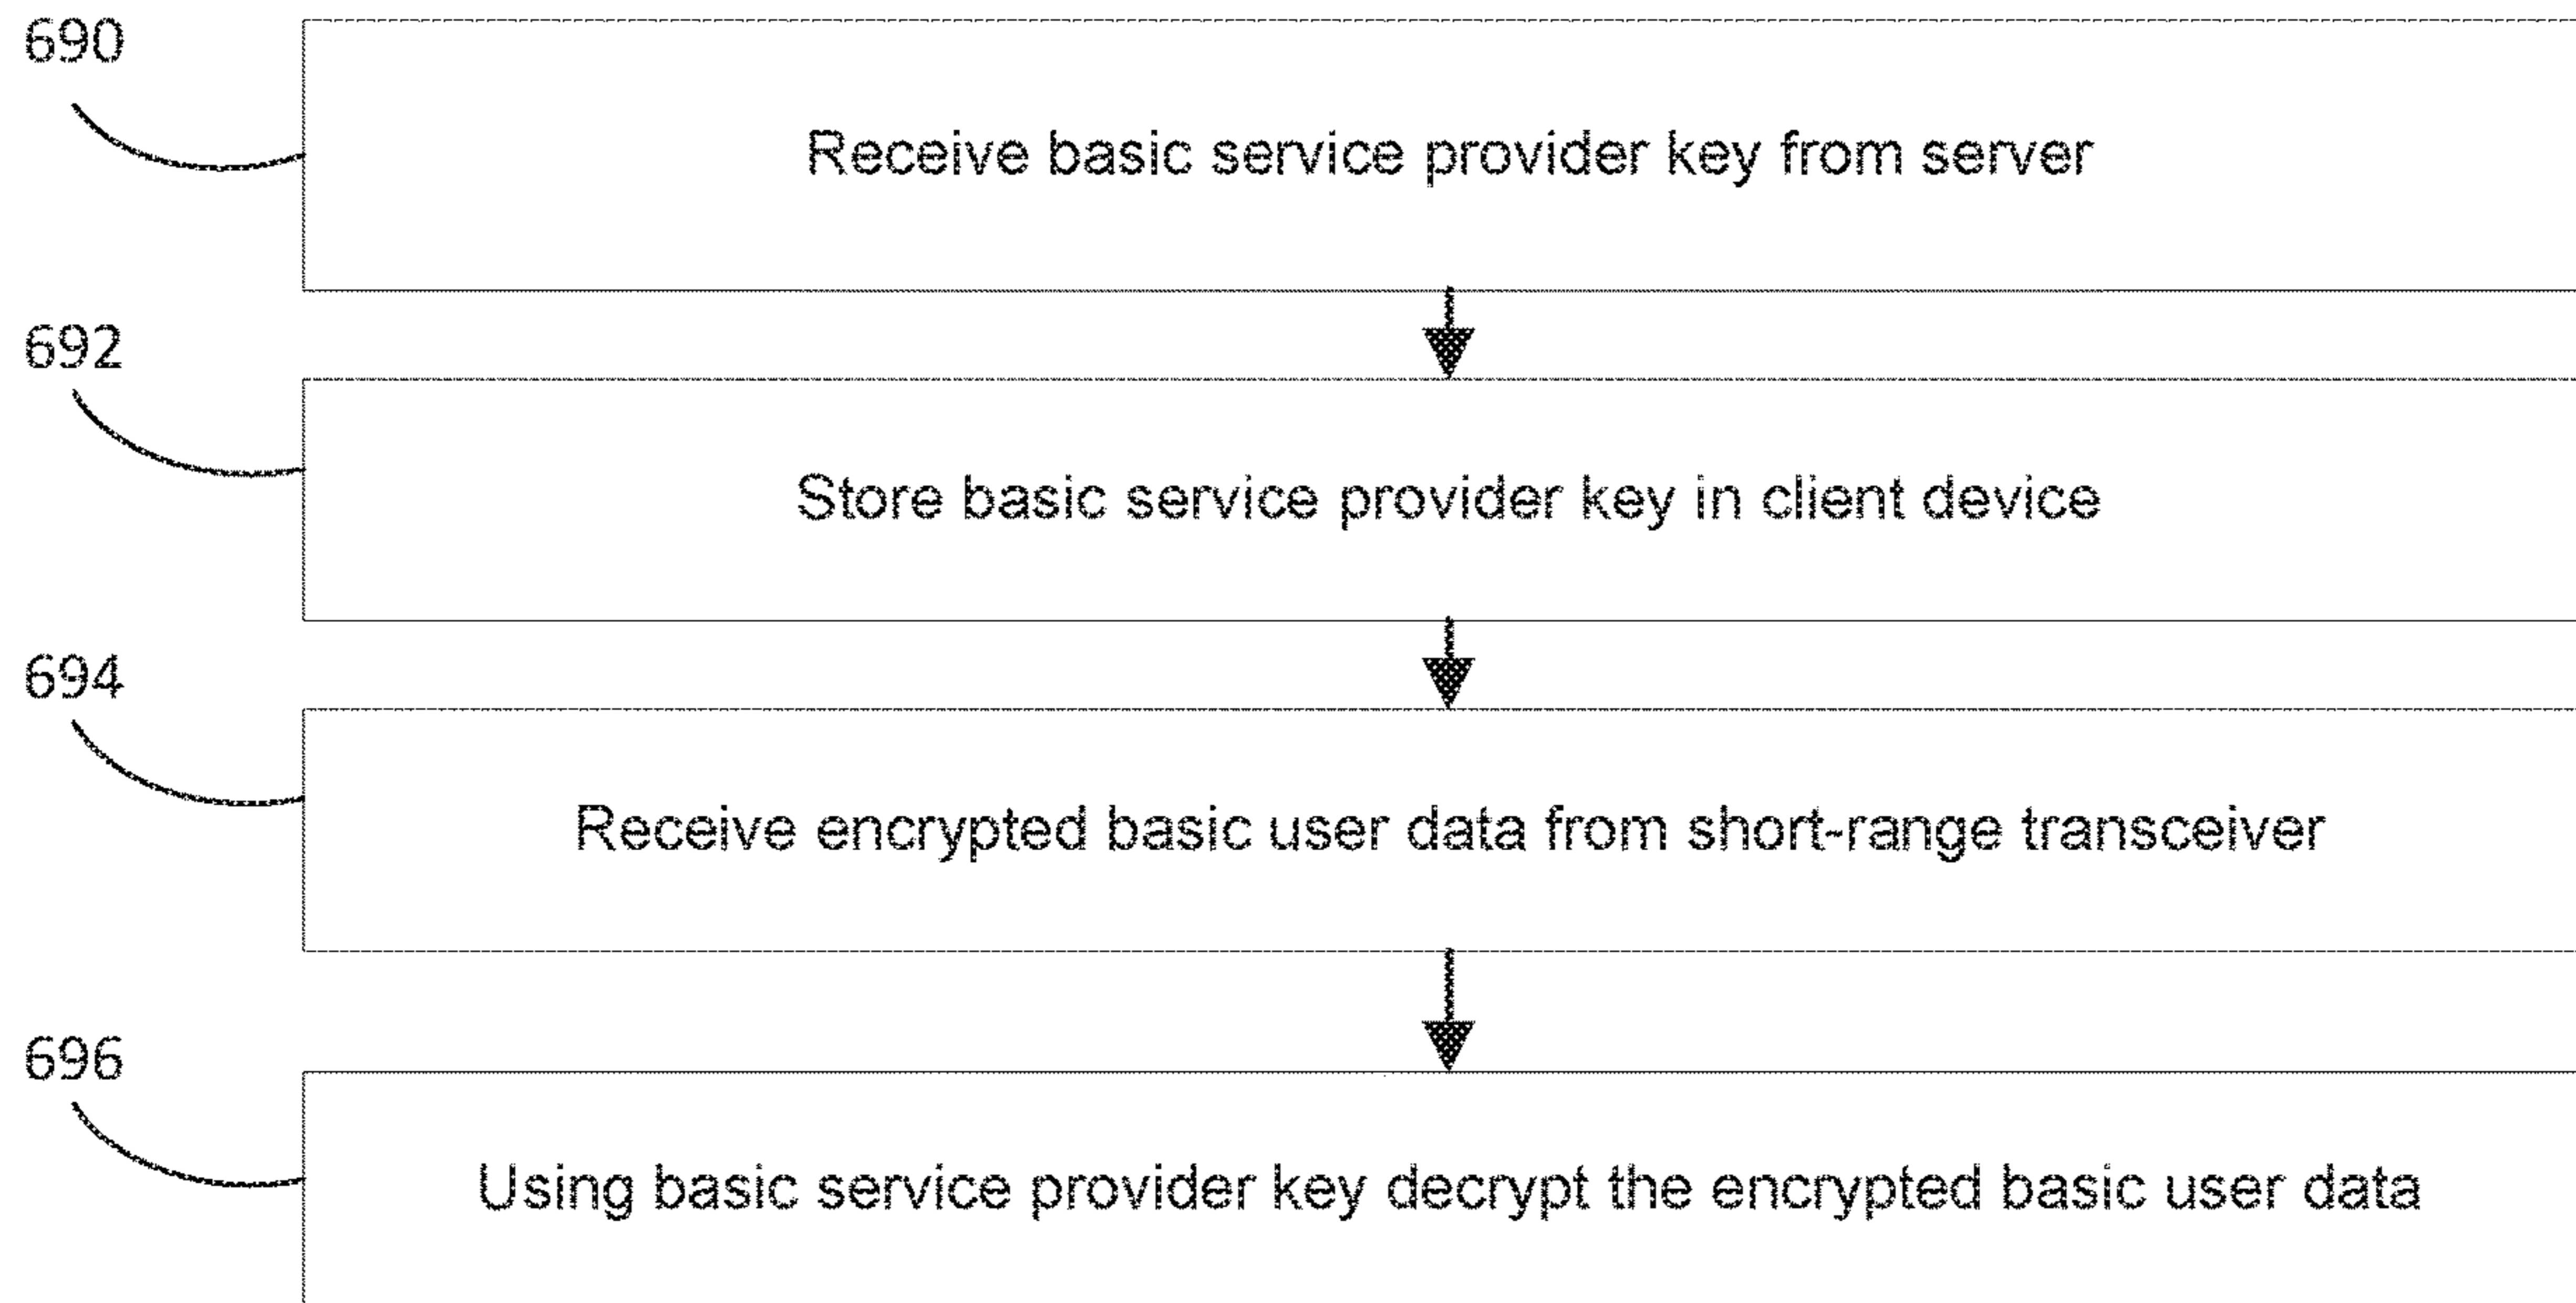 690
Receive basic service provider key from server
692
Store basic service provider key in client device
694
Receive encrypted basic user data from short-range transceiver
696
Using basic service provider key decrypt the encrypted basic user data